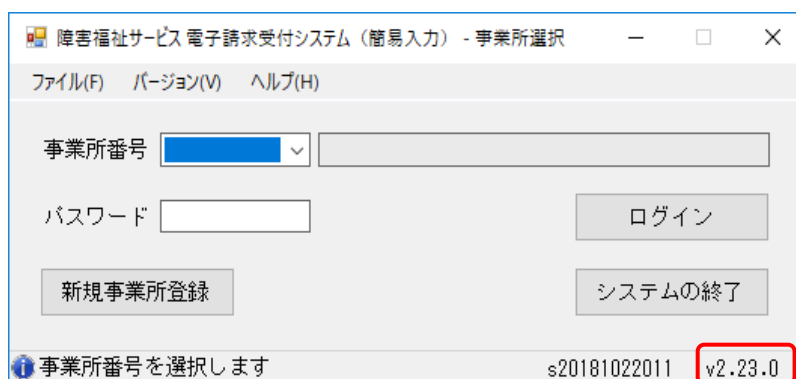 障害福祉サービス 電子請求受付システム（簡易入力） - 事業所選択
ファイル(F) バージョン(V) ヘルプ(H)
事業所番号
パスワード ログイン
新規事業所登録 システムの終了
事業所番号を選択します s20181022011 v2.23.0